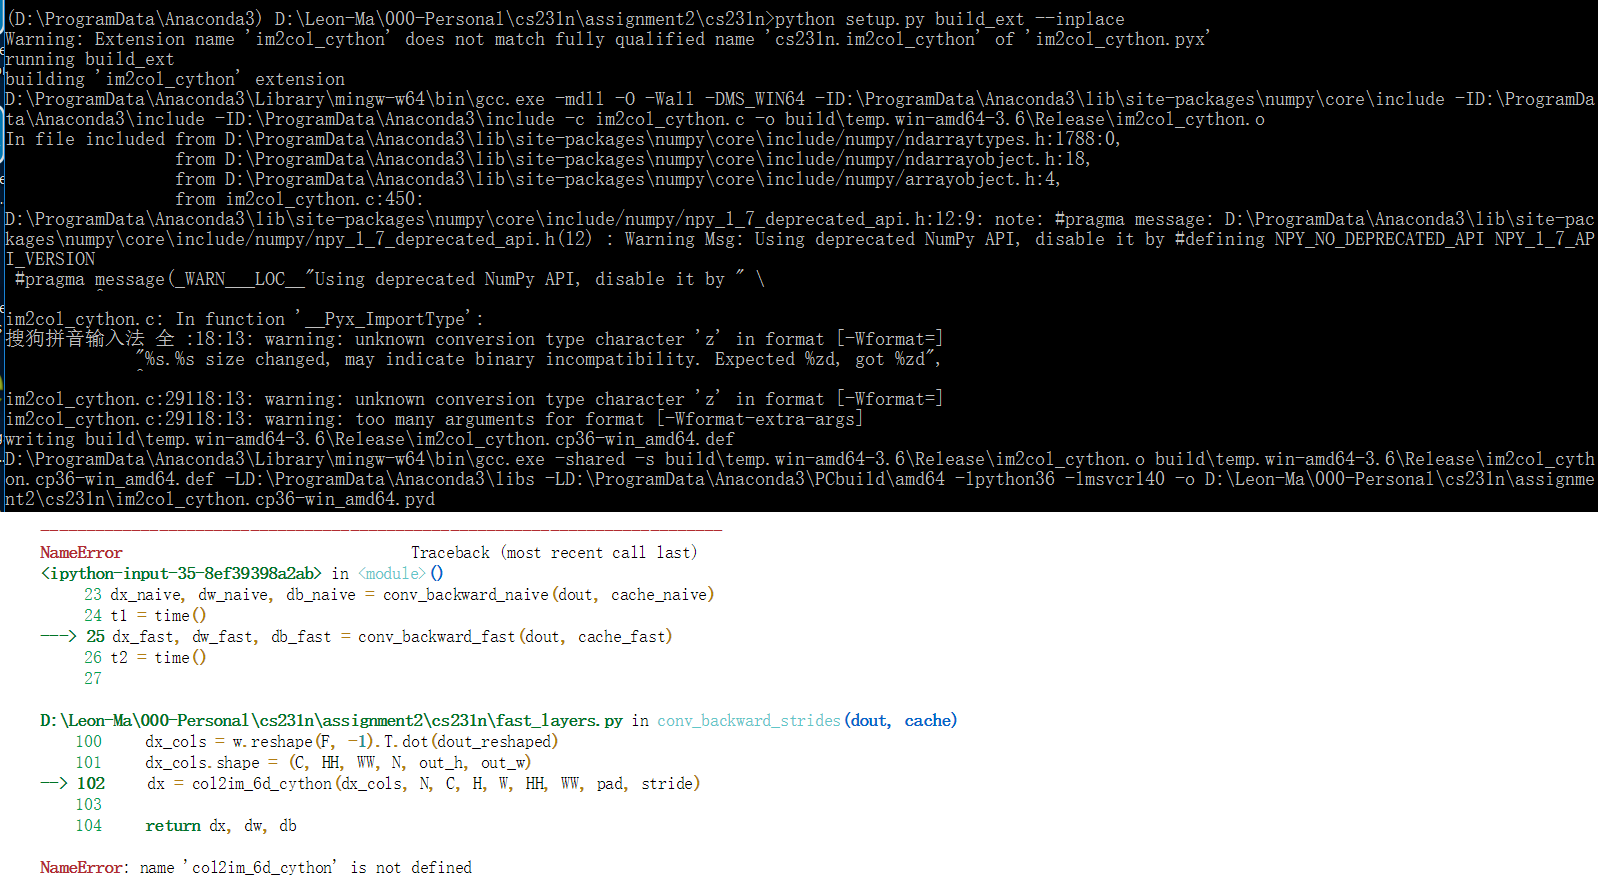 (D:\ProgramData\Anaconda3) D:\Leon-Ma\000-Personal\cs231n\assignment2\cs231n>python setup.py build_ext --inplace
Warning: Extension name 'im2col_cython' does not match fully qualified name 'cs231n.im2col_cython' of 'im2col_cython.pyx'
running build_ext
building 'im2col_cython' extension
D:\ProgramData\Anaconda3\Library\mingw-w64\bin\gcc.exe -mdll -O -Wall -DMS_WIN64 -ID:\ProgramData\Anaconda3\lib\site-packages\numpy\core\include -ID:\ProgramDa
ta\Anaconda3\include -ID:\ProgramData\Anaconda3\include -c im2col_cython.c -o build\temp.win-amd64-3.6\Release\im2col_cython.o
In file included from D:\ProgramData\Anaconda3\lib\site-packages\numpy\core\include/numpy/ndarraytypes.h:1788:0,
from D:\ProgramData\Anaconda3\lib\site-packages\numpy\core\include/numpy/ndarrayobject.h:18,
from D:\ProgramData\Anaconda3\lib\site-packages\numpy\core\include/numpy/arrayobject.h:4,
from im2col_cython.c:450:
D:\ProgramData\Anaconda3\lib\site-packages\numpy\core\include/numpy/npy_1_7_deprecated_api.h:12:9: note: #pragma message: D:\ProgramData\Anaconda3\lib\site-pac
kages\numpy\core\include/numpy/npy_1_7_deprecated_api.h(12) : Warning Msg: Using deprecated NumPy API, disable it by #defining NPY_NO_DEPRECATED_API NPY_1_7_AP
I_VERSION
#pragma message(_WARN___LOC__"Using deprecated NumPy API, disable it by " \
^
im2col_cython.c: In function '__Pyx_ImportType':
搜狗拼音输入法 全 :18:13: warning: unknown conversion type character 'z' in format [-Wformat=]
"%s.%s size changed, may indicate binary incompatibility. Expected %zd, got %zd",
^
im2col_cython.c:29118:13: warning: unknown conversion type character 'z' in format [-Wformat=]
im2col_cython.c:29118:13: warning: too many arguments for format [-Wformat-extra-args]
writing build\temp.win-amd64-3.6\Release\im2col_cython.cp36-win_amd64.def
D:\ProgramData\Anaconda3\Library\mingw-w64\bin\gcc.exe -shared -s build\temp.win-amd64-3.6\Release\im2col_cython.o build\temp.win-amd64-3.6\Release\im2col_cyth
on.cp36-win_amd64.def -LD:\ProgramData\Anaconda3\libs -LD:\ProgramData\Anaconda3\PCbuild\amd64 -lpython36 -lmsvcr140 -o D:\Leon-Ma\000-Personal\cs231n\assignme
nt2\cs231n\im2col_cython.cp36-win_amd64.pyd
---------------------------------------------------------------------------
NameError Traceback (most recent call last)
<ipython-input-35-8ef39398a2ab> in <module>()
23 dx_naive, dw_naive, db_naive = conv_backward_naive(dout, cache_naive)
24 t1 = time()
---> 25 dx_fast, dw_fast, db_fast = conv_backward_fast(dout, cache_fast)
26 t2 = time()
27
D:\Leon-Ma\000-Personal\cs231n\assignment2\cs231n\fast_layers.py in conv_backward_strides(dout, cache)
100 dx_cols = w.reshape(F, -1).T.dot(dout_reshaped)
101 dx_cols.shape = (C, HH, WW, N, out_h, out_w)
--> 102 dx = col2im_6d_cython(dx_cols, N, C, H, W, HH, WW, pad, stride)
103
104 return dx, dw, db
NameError: name 'col2im_6d_cython' is not defined